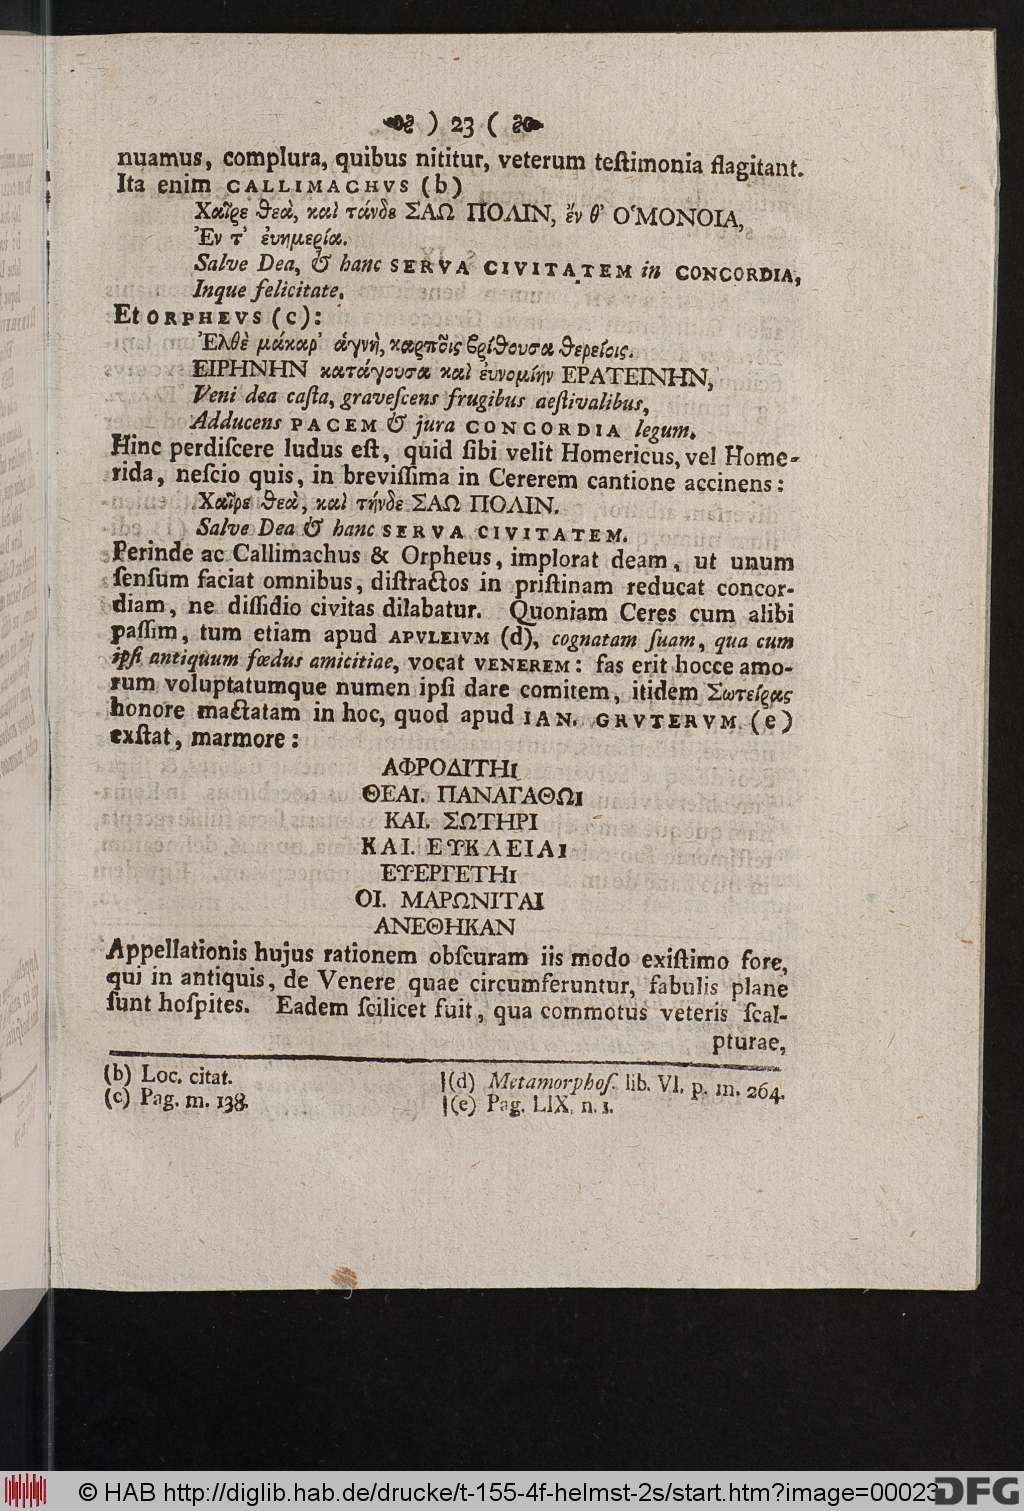 ) 23 (
nuamus, complura, quibus nititur, veterum teſtimonia flagitant.
Ita enim CALLIMACHVS (b)
Χαῖρε θεὰ, καὶ τάνδε ΣΑΩ ΠΟΛΙΝ, ἔν θ' Ο῾ΜΟΝΟΙΑ,
Ἐν τ' ἐυημερία.
Salve Dea, & hanc SERVA CIVITATEM in CONCORDIA,
Inque felicitate.
Et ORPHEVS (c):
Ἐλθὲ μάκαρ' ἁγνὴ, καρποῖς βρίθουσα θερείοις.
ΕΙΡΗΝΗΝ κατάγουσα καὶ ἐυνομίην ΕΡΑΤΕΙΝΗΝ,
Veni dea caſta, graveſcens frugibus aeſtivalibus,
Adducens PACEM & jura CONCORDIA legum.
Hinc perdiſcere ludus eſt, quid ſibi velit Homericus, vel Home-
rida, neſcio quis, in breviſſima in Cererem cantione accinens:
Χαῖρε θεὰ, καὶ τήνδε ΣΑΩ ΠΟΛΙΝ.
Salve Dea & hanc SERVA CIVITATEM.
Perinde ac Callimachus & Orpheus, implorat deam, ut unum
ſenſum faciat omnibus, diſtractos in priſtinam reducat concor-
diam, ne diſſidio civitas dilabatur. Quoniam Ceres cum alibi
paſſim, tum etiam apud APVLEIVM (d), cognatam ſuam, qua cum
ipſi antiquum fœdus amicitiae, vocat VENEREM: fas erit hocce amo-
rum voluptatumque numen ipſi dare comitem, itidem Σωτείρας
honore mactatam in hoc, quod apud IAN. GRVTERVM (e)
exſtat, marmore:
ΑΦΡΟΔΙΤΗΙ
ΘΕΑΙ. ΠΑΝΑΓΑΘΩΙ
ΚΑΙ. ΣΩΤΗΡΙ
ΚΑΙ. ΕΥΚΛΕΙΑΙ
ΕΥΕΡΓΕΤΗΙ
ΟΙ. ΜΑΡΩΝΙΤΑΙ
ΑΝΕΘΗΚΑΝ
Appellationis hujus rationem obſcuram iis modo exiſtimo fore,
qui in antiquis, de Venere quae circumferuntur, fabulis plane
ſunt hoſpites. Eadem ſcilicet fuit, qua commotus veteris ſcal-
pturae,
(b) Loc. citat.
(c) Pag. m. 138.
(d) Metamorphoſ. lib. VI. p. m. 264.
(e) Pag. LIX. n. 1.
© HAB http://diglib.hab.de/drucke/t-155-4f-helmst-2s/start.htm?image=00023
DFG